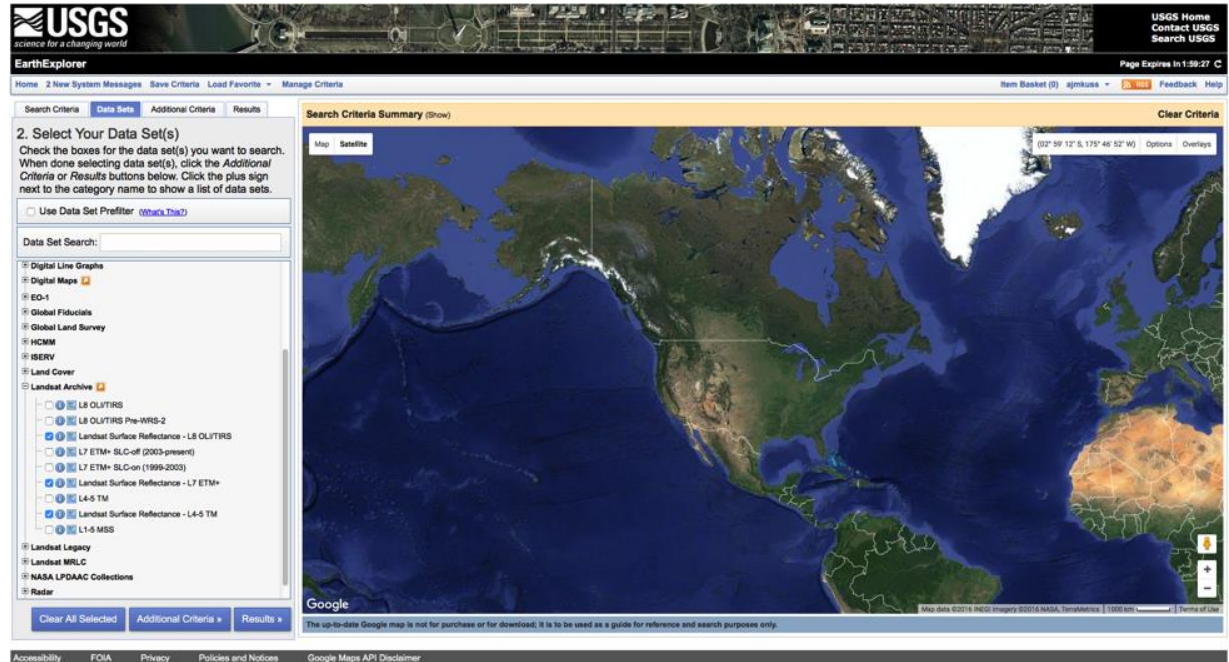 USGS
science for a changing world
USGS Home
Contact USGS
Search USGS
EarthExplorer
Page Expires In 1:59:27
Home 2 New System Messages Save Criteria Load Favorite Manage Criteria
Item Basket (0) ajmkuss RSS Feedback Help
Search Criteria Data Sets Additional Criteria Results
2. Select Your Data Set(s)
Check the boxes for the data set(s) you want to search.
When done selecting data set(s), click the Additional
Criteria or Results buttons below. Click the plus sign
next to the category name to show a list of data sets.
Use Data Set Prefilter (What's This?)
Data Set Search:
Digital Line Graphs
Digital Maps
EO-1
Global Fiducials
Global Land Survey
HCMM
ISERV
Land Cover
Landsat Archive
L8 OLI/TIRS
L8 OLI/TIRS Pre-WRS-2
Landsat Surface Reflectance - L8 OLI/TIRS
L7 ETM+ SLC-off (2003-present)
L7 ETM+ SLC-on (1999-2003)
Landsat Surface Reflectance - L7 ETM+
L4-5 TM
Landsat Surface Reflectance - L4-5 TM
L1-5 MSS
Landsat Legacy
Landsat MRLC
NASA LPDAAC Collections
Radar
Clear All Selected Additional Criteria » Results »
Search Criteria Summary (Show)
Clear Criteria
Map Satellite
(02° 59' 12" S, 175° 46' 52" W) Options Overlays
+
−
Google
Map data ©2016 INEGI Imagery ©2016 NASA, TerraMetrics 1000 km Terms of Use
The up-to-date Google map is not for purchase or for download; it is to be used as a guide for reference and search purposes only.
Accessibility FOIA Privacy Policies and Notices Google Maps API Disclaimer